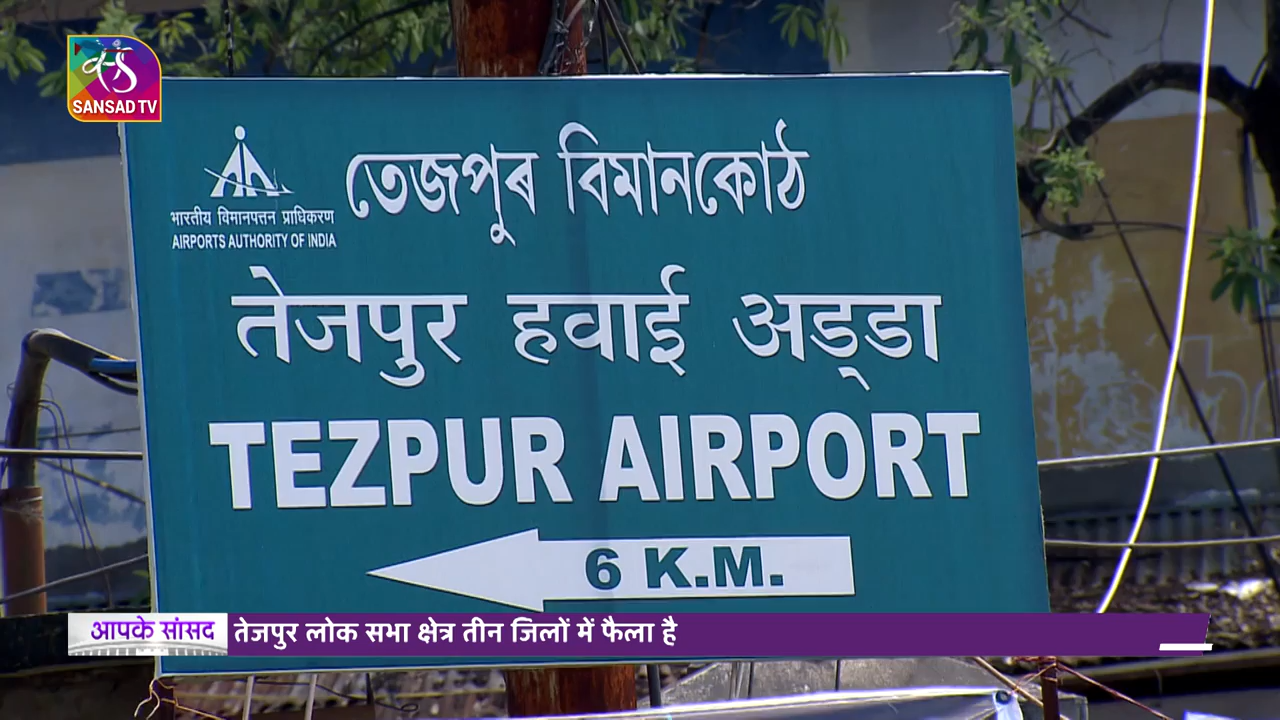 SANSAD TV
তেজপুৰ বিমানকোঠ
भारतीय विमानपत्तन प्राधिकरण
AIRPORTS AUTHORITY OF INDIA
तेजपुर हवाई अड्डा
TEZPUR AIRPORT
6 K.M.
आपके सांसद
तेजपुर लोक सभा क्षेत्र तीन जिलों में फैला है